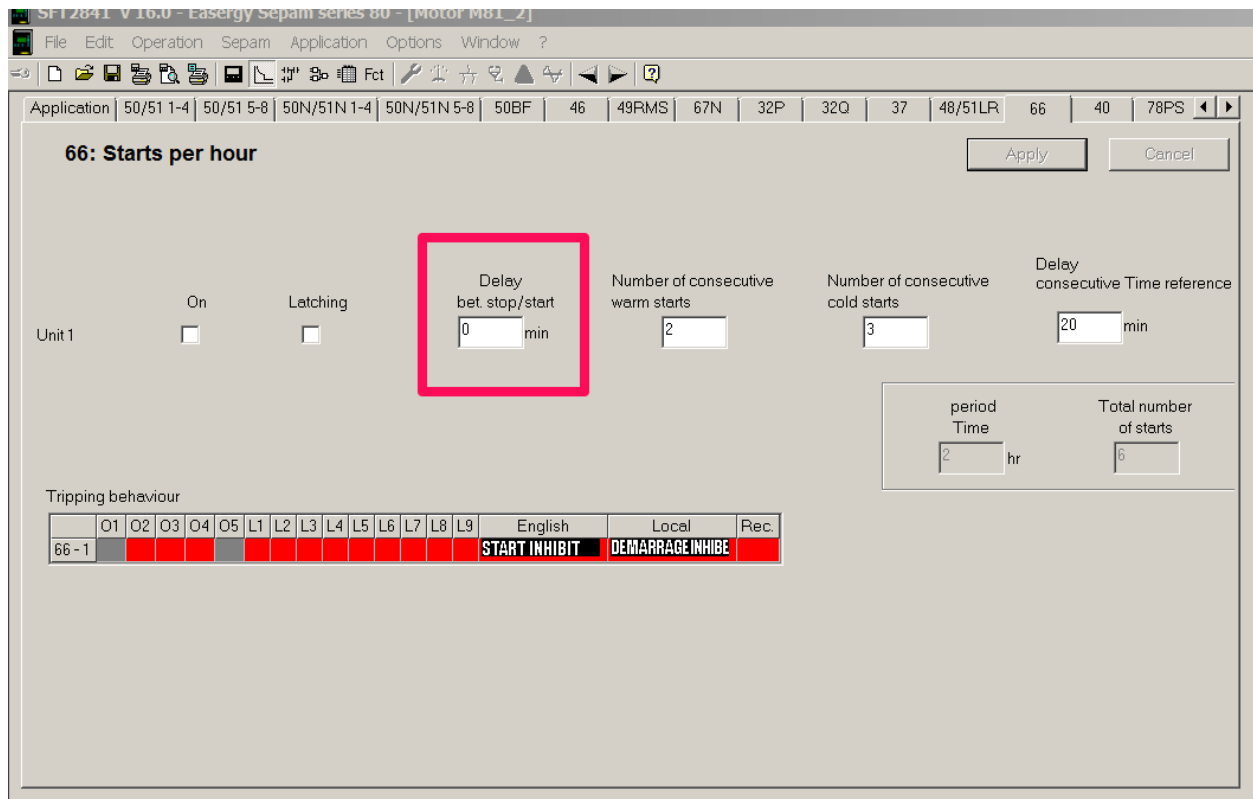 SFT2841 V 16.0 - Easergy Sepam series 80 - [Motor M81_2]
File Edit Operation Sepam Application Options Window ?
Fct
Application 50/51 1-4 50/51 5-8 50N/51N 1-4 50N/51N 5-8 50BF 46 49RMS 67N 32P 32Q 37 48/51LR 66 40 78PS
66: Starts per hour
Apply Cancel
Delay
Delay Number of consecutive Number of consecutive consecutive Time reference
On Latching bet. stop/start warm starts cold starts
Unit 1 0 min 2 3 20 min
period Total number
Time of starts
2 hr 6
Tripping behaviour
O1 O2 O3 O4 O5 L1 L2 L3 L4 L5 L6 L7 L8 L9 English Local Rec.
66 - 1 START INHIBIT DEMARRAGE INHIBE